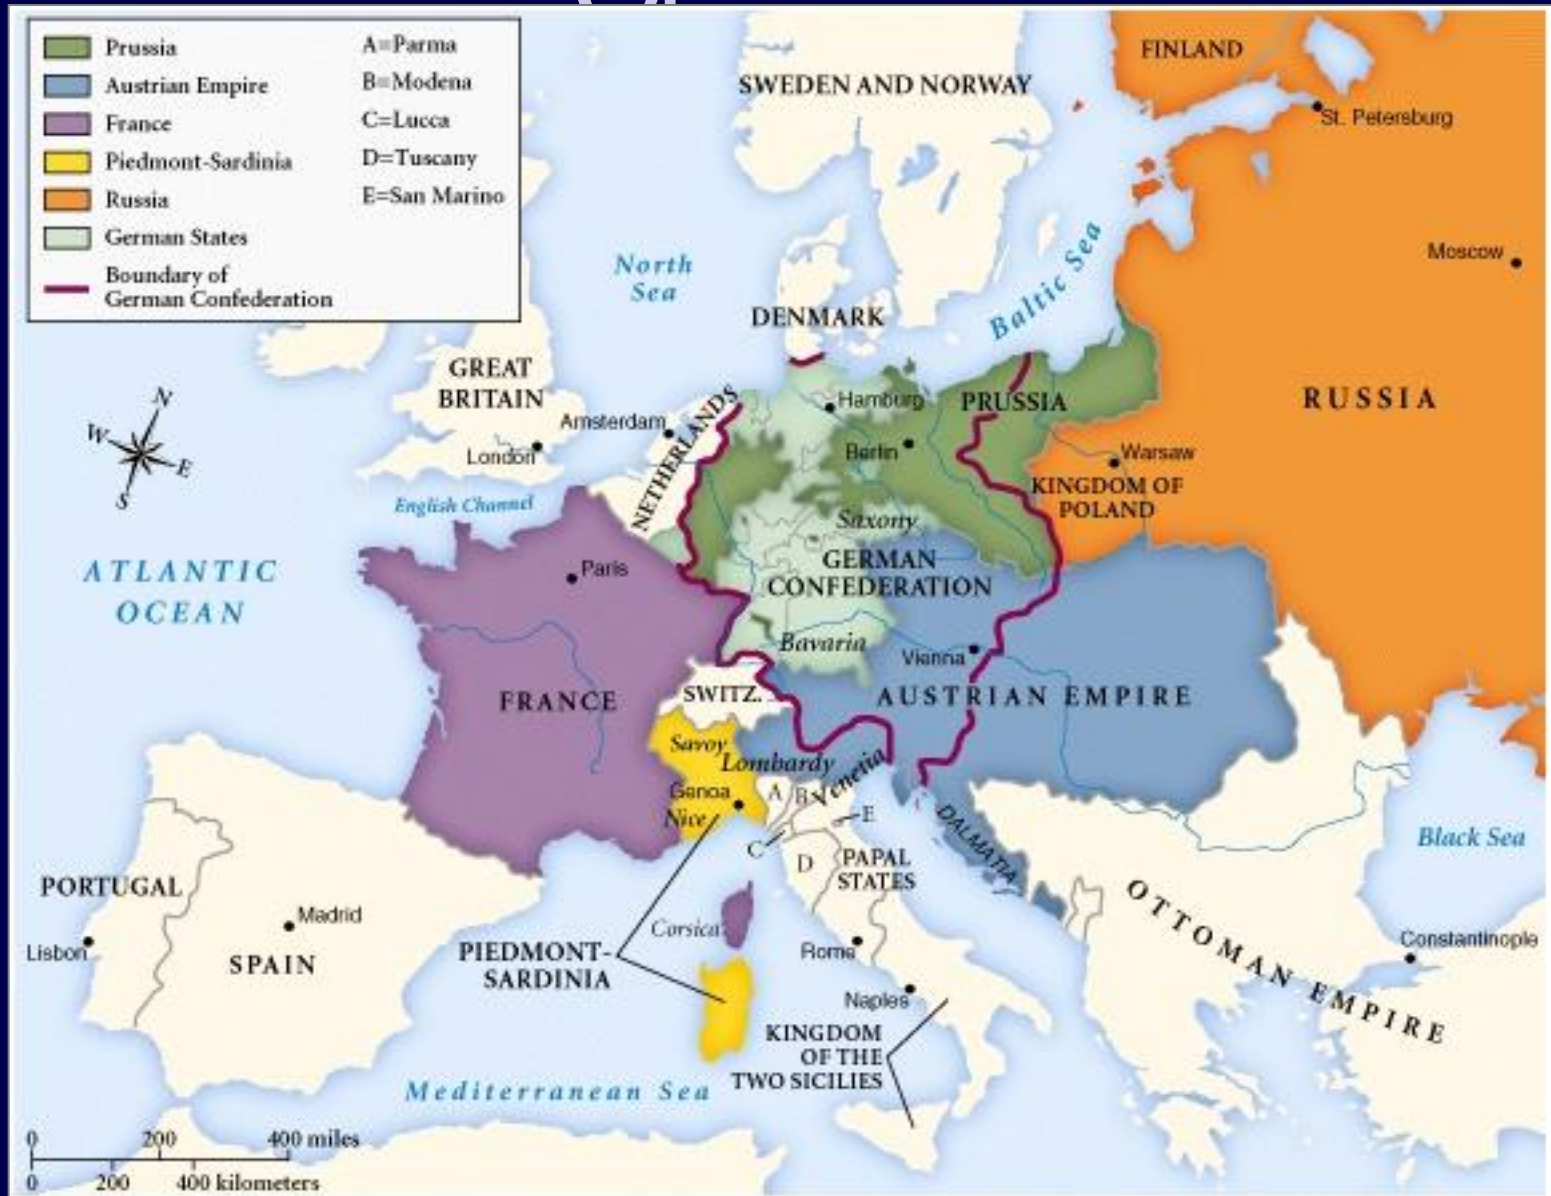 Prussia
Austrian Empire
France
Piedmont-Sardinia
Russia
German States
Boundary of
German Confederation
A=Parma
B=Modena
C=Lucca
D=Tuscany
E=San Marino
FINLAND
SWEDEN AND NORWAY
St. Petersburg
Moscow
North
Sea
Baltic Sea
DENMARK
GREAT
BRITAIN
Amsterdam
London
NETHERLANDS
Hamburg
PRUSSIA
Berlin
RUSSIA
Warsaw
KINGDOM OF
POLAND
N
W
E
S
English Channel
Saxony
GERMAN
CONFEDERATION
ATLANTIC
OCEAN
Paris
Bavaria
Vienna
FRANCE
SWITZ.
AUSTRIAN EMPIRE
Savoy
Lombardy
Venetia
Genoa
Nice
A
B
C
D
E
DALMATIA
PAPAL
STATES
Black Sea
PORTUGAL
Madrid
Lisbon
SPAIN
Corsica
PIEDMONT-
SARDINIA
Rome
Naples
OTTOMAN EMPIRE
Constantinople
KINGDOM
OF THE
TWO SICILIES
Mediterranean Sea
0 200 400 miles
0 200 400 kilometers